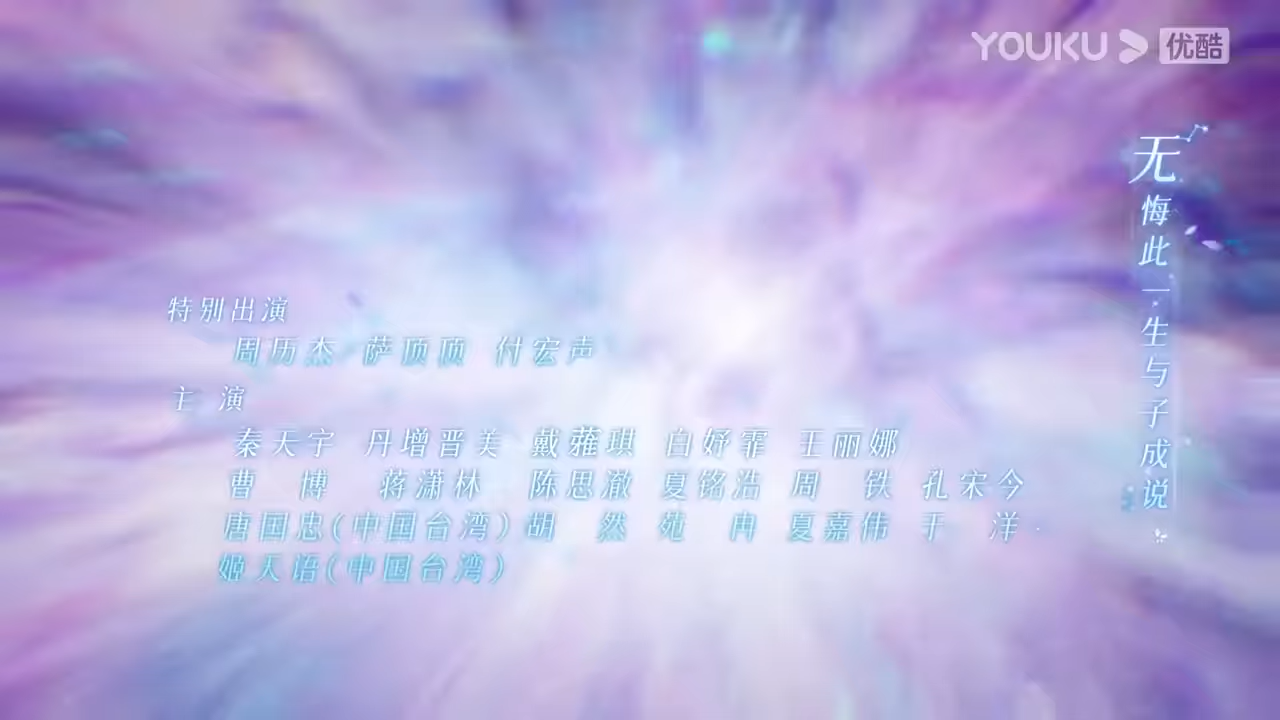 YOUKU 优酷
特别出演
周历杰 萨顶顶 付宏声
主 演
秦天宇 丹增晋美 戴蕥琪 白妤霏 王丽娜
曹 博 蒋潇林 陈思澈 夏铭浩 周 铁 孔宋今
唐国忠(中国台湾) 胡 然 苑 冉 夏嘉伟 于 洋
姬天语(中国台湾)
无悔此一生与子成说